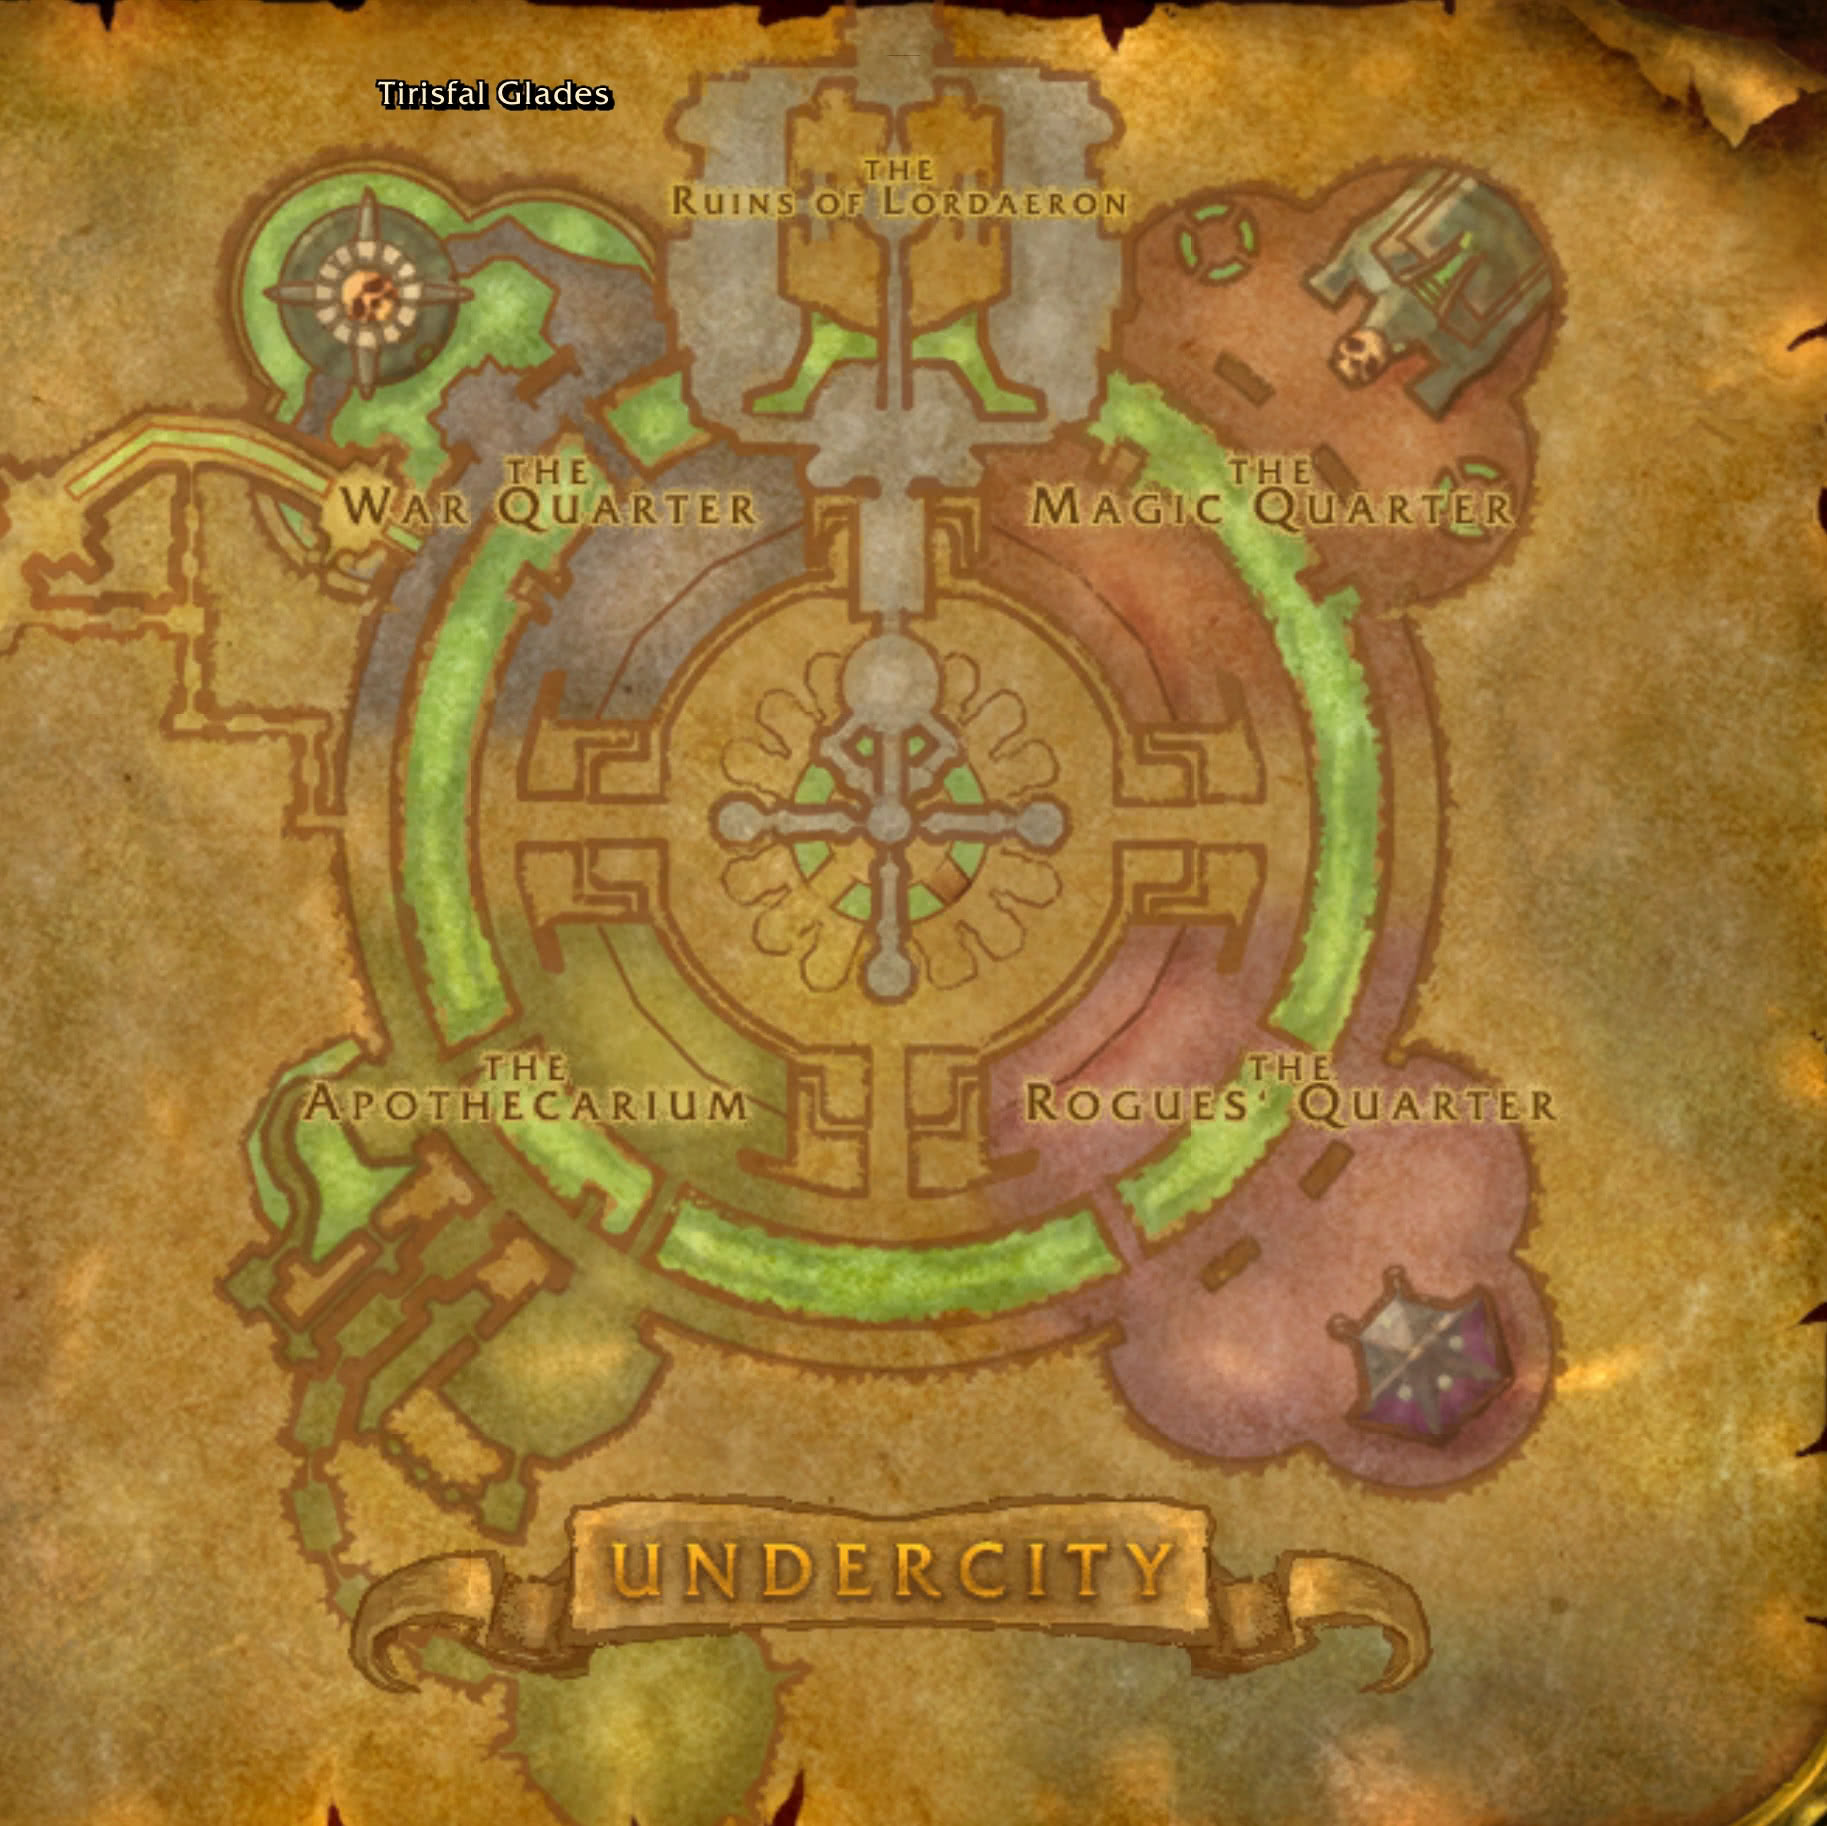 Tirisfal Glades
THE
RUINS OF LORDAERON
THE
WAR QUARTER
THE
MAGIC QUARTER
THE
APOTHECARIUM
THE
ROGUES' QUARTER
UNDERCITY